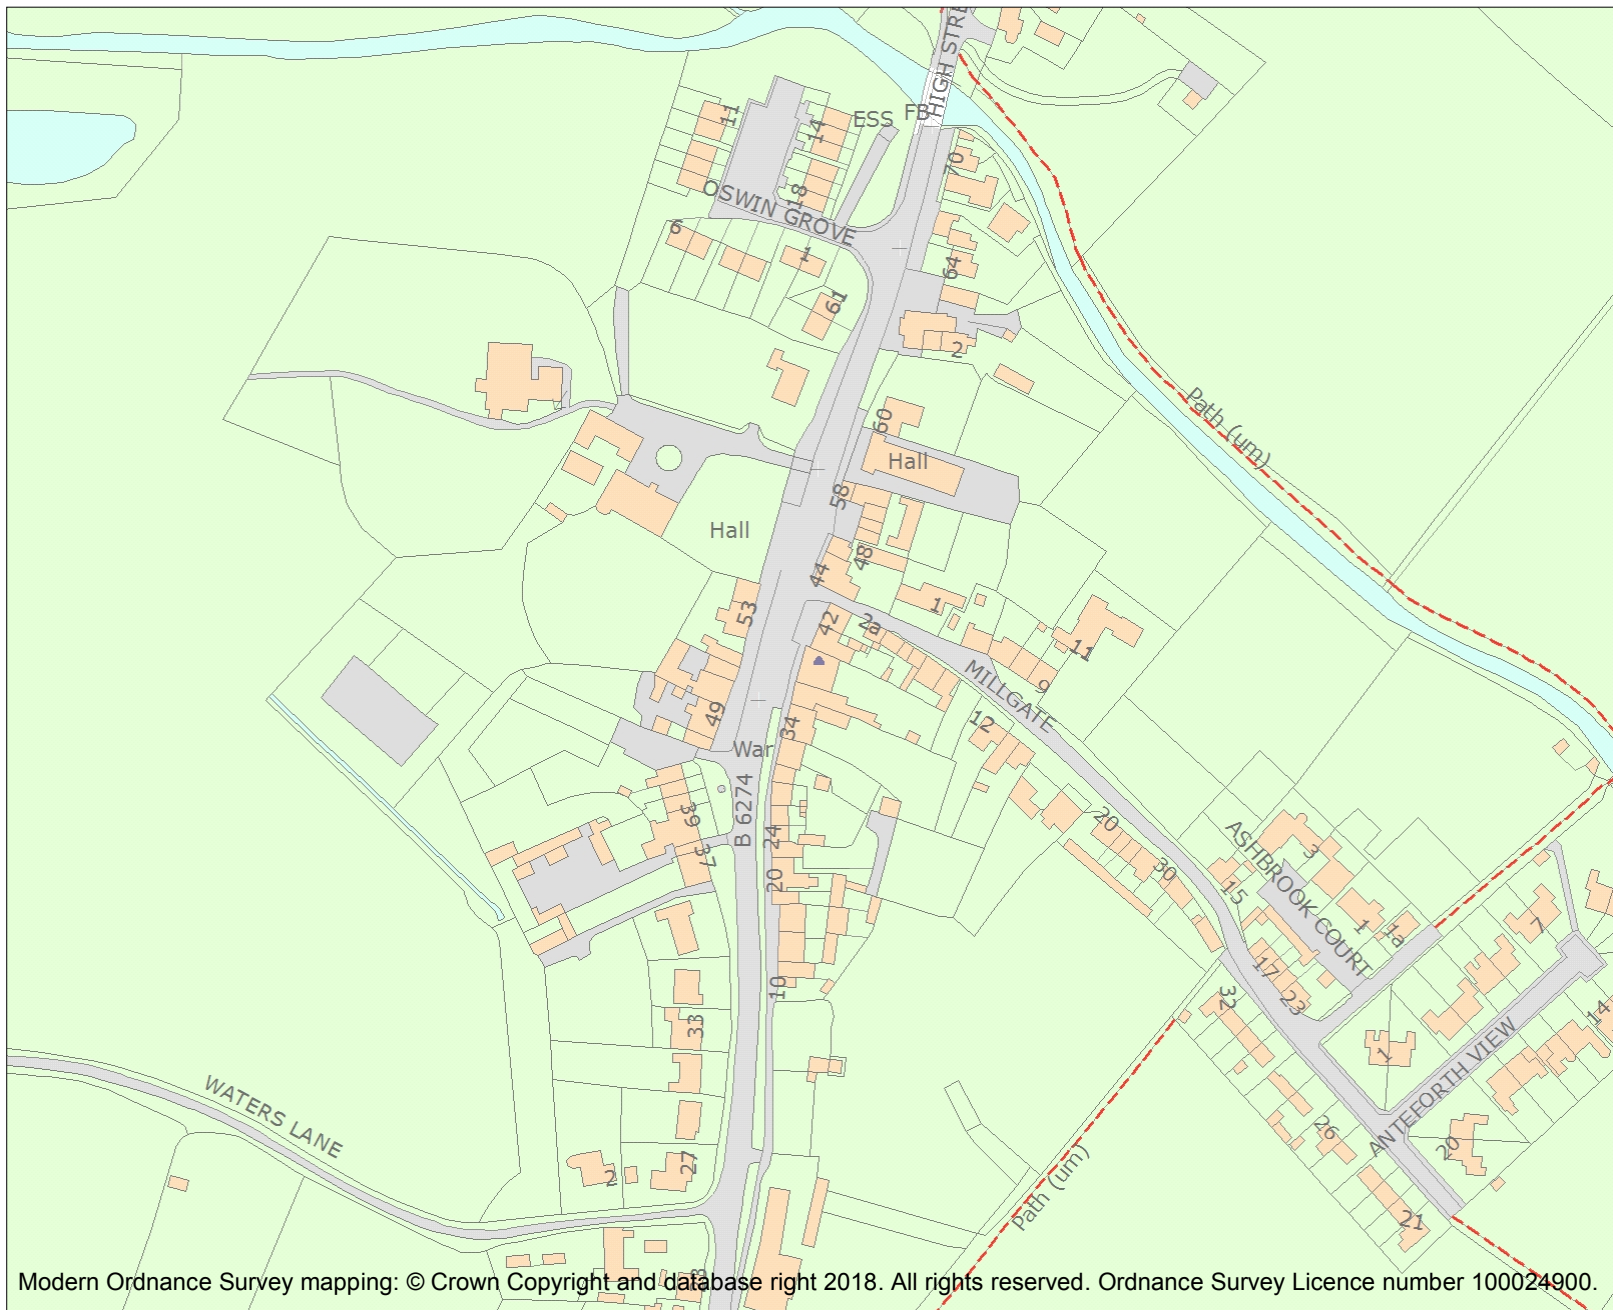 HIGH STRE
11
14
ESS
FB
70
18
OSWIN GROVE
6
1
64
61
2
Path (um)
60
Hall
58
Hall
48
44
53
42
2a
1
11
9
MILLGATE
49
34
12
War
B 6274
39
24
37
20
20
30
ASHBROOK COURT
3
15
1
1a
7
17
23
10
32
33
14
1
ANTEFORTH VIEW
WATERS LANE
26
20
27
2
Path (um)
21
Modern Ordnance Survey mapping: © Crown Copyright and database right 2018. All rights reserved. Ordnance Survey Licence number 100024900.